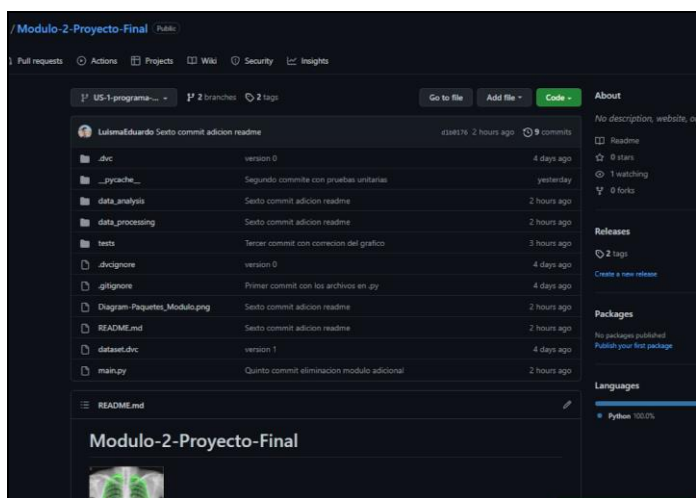 / Modulo-2-Proyecto-Final Public
Pull requests Actions Projects Wiki Security Insights
US-1-programa-... 2 branches 2 tags Go to file Add file Code
LuismaEduardo Sexto commit adicion readme 2 hours ago 9 commits
.dvc version 0 4 days ago
__pycache__ Segundo commite con pruebas unitarias yesterday
data_analysis Sexto commit adicion readme 2 hours ago
data_processing Sexto commit adicion readme 2 hours ago
tests Tercer commit con correcion del grafico 3 hours ago
.dvcignore version 0 4 days ago
.gitignore Primer commit con los archivos en .py 4 days ago
Diagram-Paquetes_Modulo.png Sexto commit adicion readme 2 hours ago
README.md Sexto commit adicion readme 2 hours ago
dataset.dvc version 1 4 days ago
main.py Quinto commit eliminacion modulo adicional 2 hours ago
README.md
Modulo-2-Proyecto-Final
About
No description, website, o
Readme
0 stars
1 watching
0 forks
Releases
2 tags
Create a new release
Packages
No packages published
Publish your first package
Languages
Python 100.0%